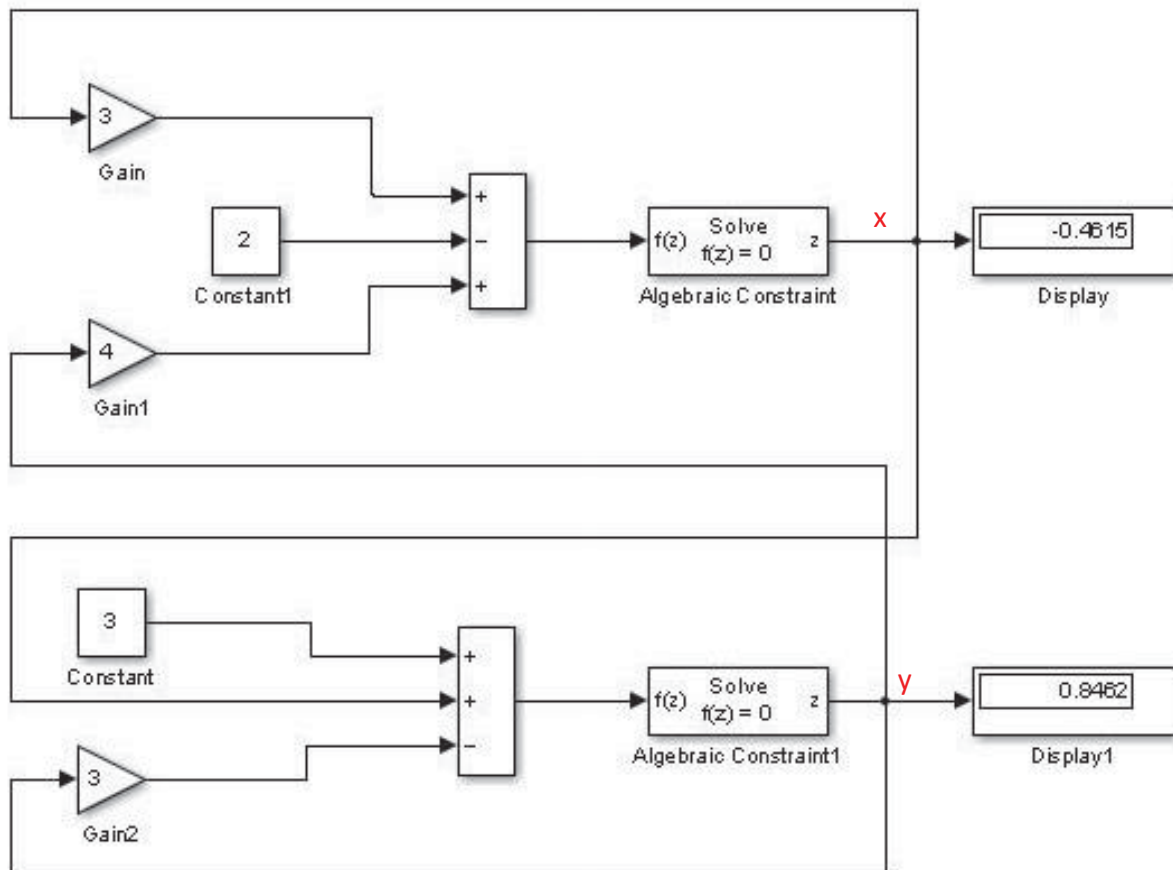 3
Gain
2
Constant1
4
Gain1
+
−
+
f(z)
Solve
f(z) = 0
z
Algebraic Constraint
x
-0.4615
Display
3
Constant
3
Gain2
+
+
−
f(z)
Solve
f(z) = 0
z
Algebraic Constraint1
y
0.8462
Display1